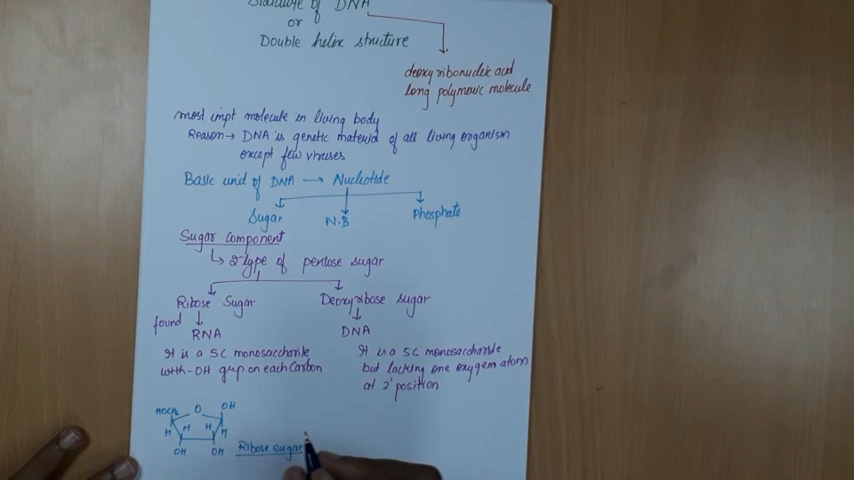 Structure of DNA
or
Double helix structure
deoxyribonucleic acid
long polymeric molecule
most impt molecule in living body
Reason → DNA is genetic material of all living organism
except few viruses
Basic unit of DNA → Nucleotide
Sugar N.B Phosphate
Sugar component
2-type of pentose sugar
Ribose Sugar Deoxyribose sugar
found
RNA DNA
It is a 5C monosaccharide
with -OH grp on each Carbon
It is a 5C monosaccharide
but lacking one oxygem atom
at 2' position
HOCH₂ O OH
H H H H
OH OH
Ribose sugar